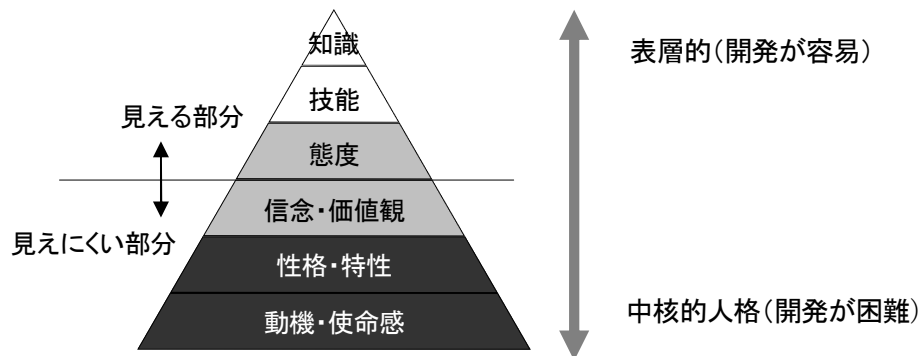 知識
表層的(開発が容易)
技能
見える部分
態度
信念・価値観
見えにくい部分
性格・特性
動機・使命感
中核的人格(開発が困難)